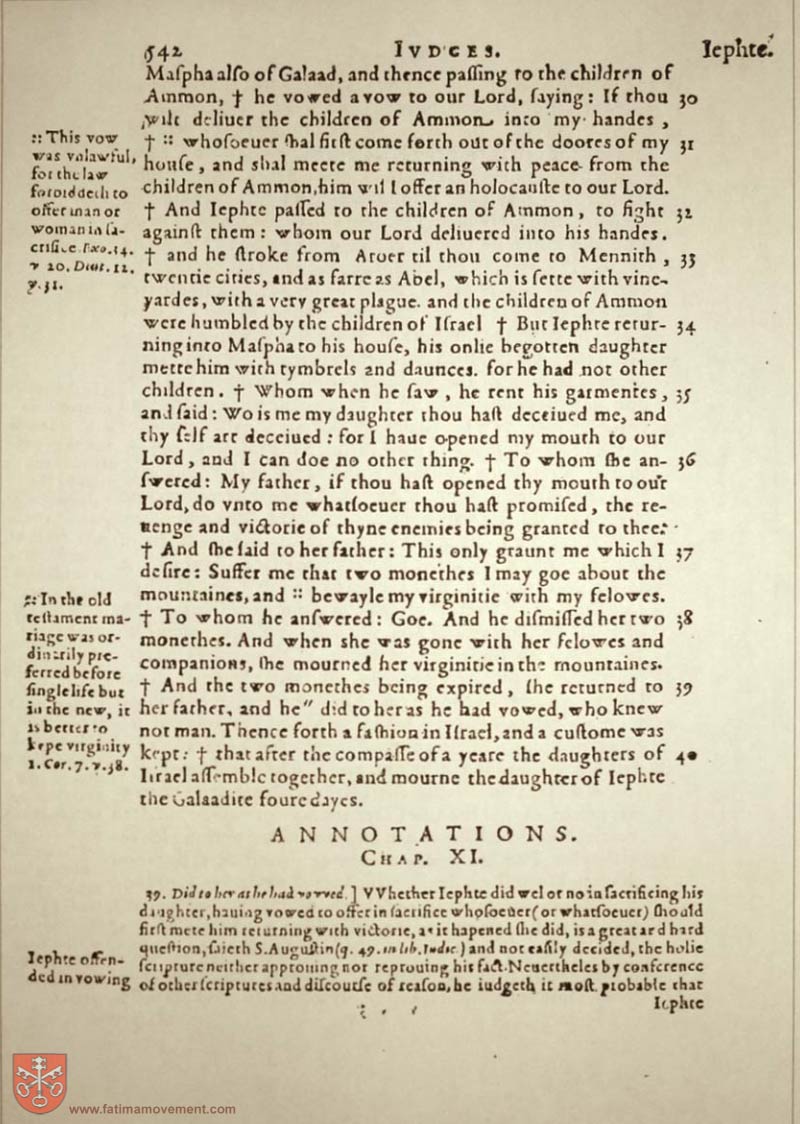 542 IVDGES. Iephte.
Maſpha alſo of Galaad, and thence paſſing to the children of
Ammon, † he vowed a vow to our Lord, ſaying: If thou 30
wilt deliuer the children of Ammon into my handes,
† :: whoſoeuer ſhal firſt come forth out of the doores of my 31
houſe, and shal meete me returning with peace from the
children of Ammon, him wil I offer an holocauſte to our Lord.
† And Iephte paſſed to the children of Ammon, to fight 32
againſt them: whom our Lord deliuered into his handes.
† and he ſtroke from Aroer til thou come to Mennith, 33
twentie cities, and as farre as Abel, which is ſette with vine-
yardes, with a very great plague. and the children of Ammon
were humbled by the children of Iſrael † But Iephte retur- 34
ning into Maſpha to his houſe, his onlie begotten daughter
mette him with tymbrels and daunces. for he had not other
children. † Whom when he ſaw, he rent his garmentes, 35
and ſaid: Wo is me my daughter thou haſt deceiued me, and
thy ſelf art deceiued: for I haue opened my mouth to our
Lord, and I can doe no other thing. † To whom ſhe an- 36
ſwered: My father, if thou haſt opened thy mouth to our
Lord, do vnto me whatſoeuer thou haſt promiſed, the re-
uenge and victorie of thyne enemies being granted to thee.
† And ſhe ſaid to her father: This only graunt me which I 37
deſire: Suffer me that two monethes I may goe about the
mountaines, and :: bewayle my virginitie with my felowes.
† To whom he anſwered: Goe. And he diſmiſſed her two 38
monethes. And when she was gone with her felowes and
companions, ſhe mourned her virginitie in the mountaines.
† And the two monethes being expired, ſhe returned to 39
her father, and he " did to her as he had vowed, who knew
not man. Thence forth a faſhion in Iſrael, and a cuſtome was
kept: † that after the compaſſe of a yeare the daughters of 40
Iſrael aſſemble together, and mourne the daughter of Iephte
the Galaadite foure dayes.
:: This vow
was vnlawful,
for the law
forbiddeth to
offer man or
woman in ſa-
crifice. Exo. 34.
v 20. Deut. 12.
v. 31.
:: In the old
teſtament ma-
riage was or-
dinarily pre-
ferred before
ſingle life but
in the new, it
is better to
kepe virginity
1. Cor. 7. v. 38.
ANNOTATIONS.
CHAP. XI.
39. Did to her as he had vowed.] VVhether Iephte did wel or no in ſacrificing his
daughter, hauing vowed to offer in ſacrifice whoſoeuer (or whatſoeuer) ſhould
firſt mete him returning with victorie, as it hapened ſhe did, is a great and hard
queſtion, ſaieth S. Auguſtin (q. 49. in lib. Iudic) and not eaſily decided, the holie
ſcripture neither approuing nor reprouing his fact. Neuertheles by conference
of other ſcriptures and diſcourſe of reaſon, he iudgeth it moſt probable that
Iephte
Iephte offen-
ded in vowing
www.fatimamovement.com